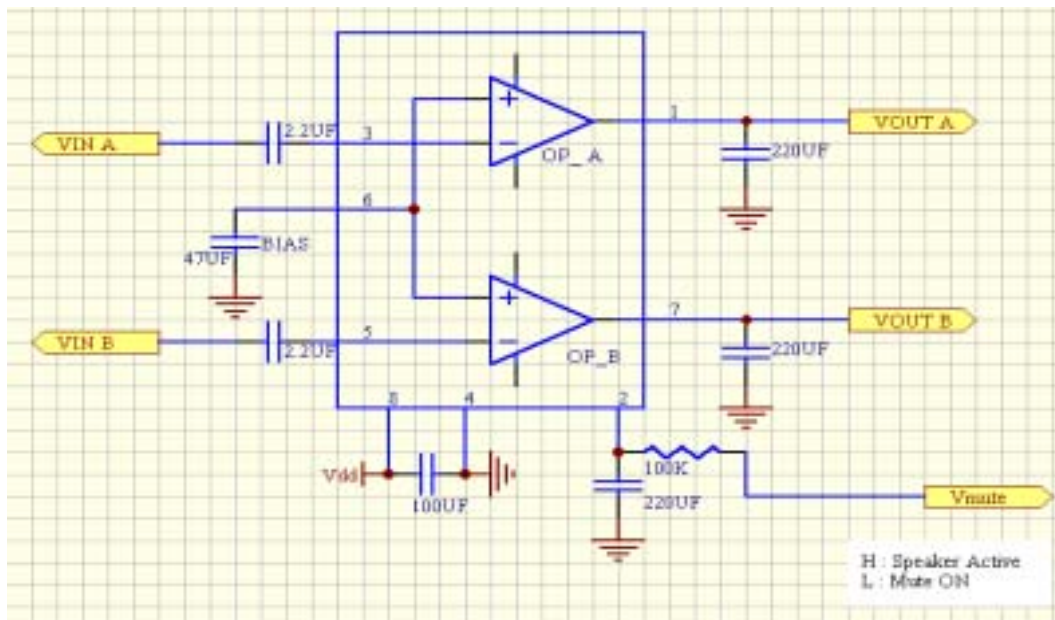 VIN A
2.2UF
3
+
−
OP_ A
1
VOUT A
220UF
6
47UF
BIAS
VIN B
2.2UF
5
+
−
OP_B
7
VOUT B
220UF
8
4
2
Vdd
100UF
100K
220UF
Vmute
H : Speaker Active
L : Mute ON